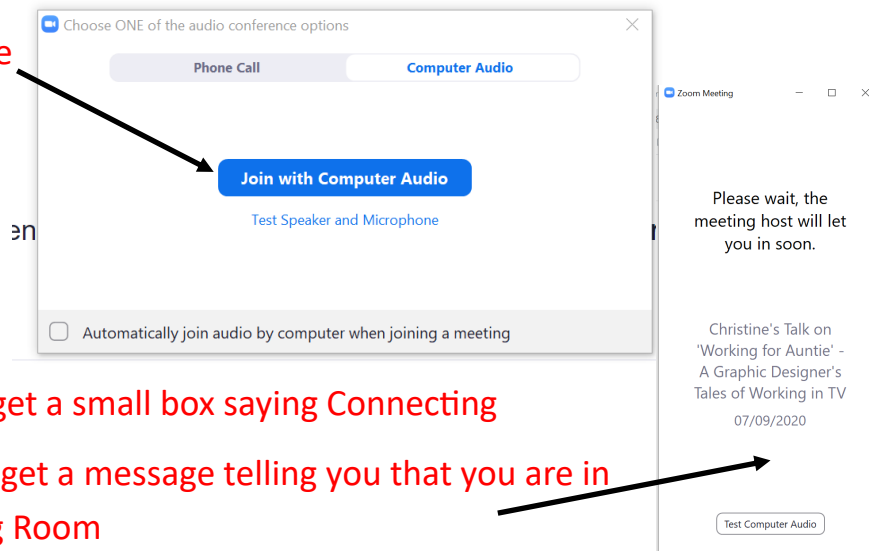 Choose ONE of the audio conference options
Phone Call
Computer Audio
Join with Computer Audio
Test Speaker and Microphone
Automatically join audio by computer when joining a meeting
get a small box saying Connecting
get a message telling you that you are in
Room
Zoom Meeting
Please wait, the
meeting host will let
you in soon.
Christine's Talk on
'Working for Auntie' -
A Graphic Designer's
Tales of Working in TV
07/09/2020
Test Computer Audio